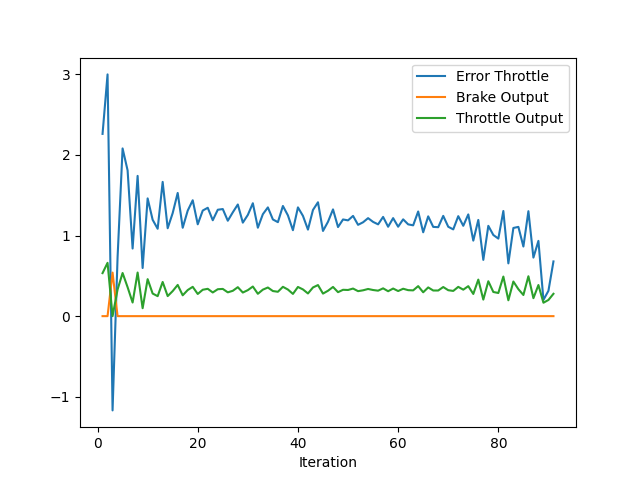 3
2
1
0
−1
Error Throttle
Brake Output
Throttle Output
0 20 40 60 80
Iteration